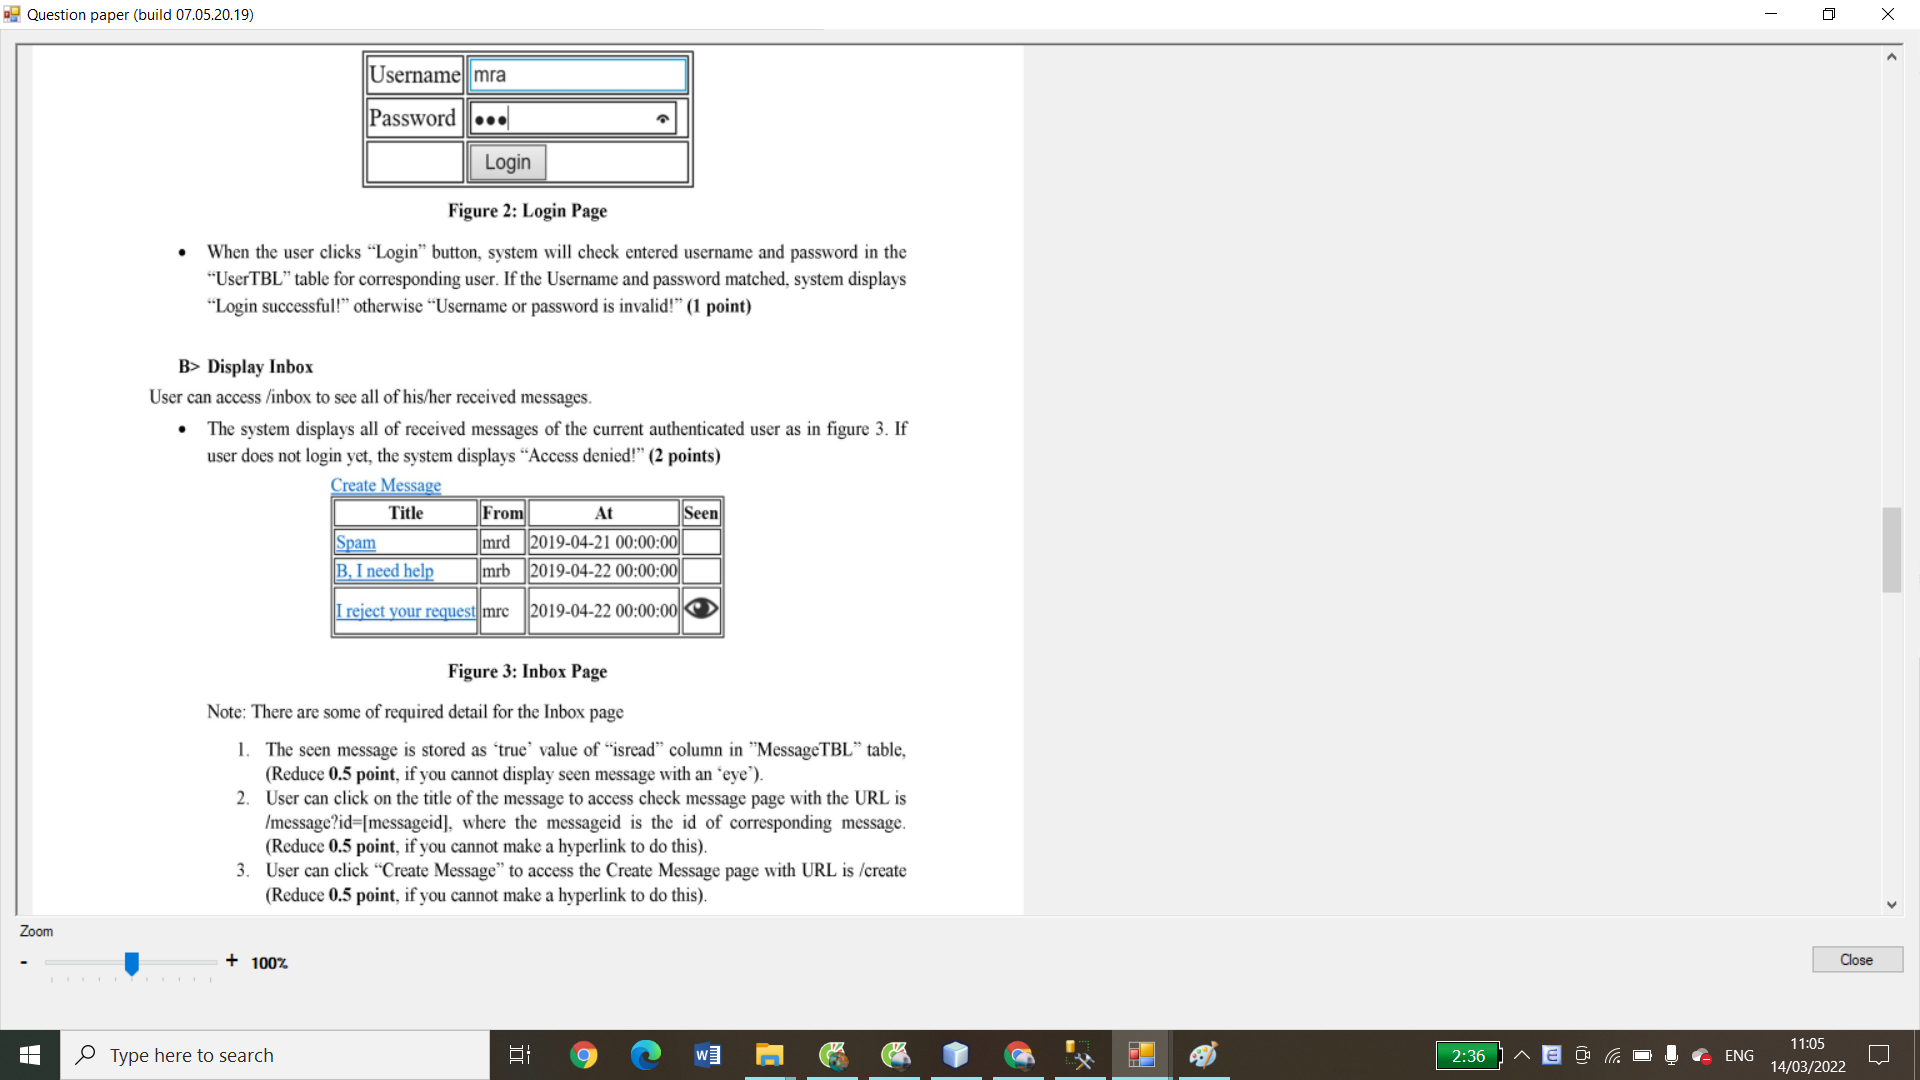 Question paper (build 07.05.20.19)
Username mra
Password •••
Login
Figure 2: Login Page
• When the user clicks “Login” button, system will check entered username and password in the
“UserTBL” table for corresponding user. If the Username and password matched, system displays
“Login successful!” otherwise “Username or password is invalid!” (1 point)
B> Display Inbox
User can access /inbox to see all of his/her received messages.
• The system displays all of received messages of the current authenticated user as in figure 3. If
user does not login yet, the system displays “Access denied!” (2 points)
Create Message
Title From At Seen
Spam mrd 2019-04-21 00:00:00
B, I need help mrb 2019-04-22 00:00:00
I reject your request mrc 2019-04-22 00:00:00
Figure 3: Inbox Page
Note: There are some of required detail for the Inbox page
1. The seen message is stored as ‘true’ value of “isread” column in ”MessageTBL” table,
(Reduce 0.5 point, if you cannot display seen message with an ‘eye’).
2. User can click on the title of the message to access check message page with the URL is
/message?id=[messageid], where the messageid is the id of corresponding message.
(Reduce 0.5 point, if you cannot make a hyperlink to do this).
3. User can click “Create Message” to access the Create Message page with URL is /create
(Reduce 0.5 point, if you cannot make a hyperlink to do this).
Zoom
- + 100%
Close
Type here to search
2:36
ENG
11:05
14/03/2022